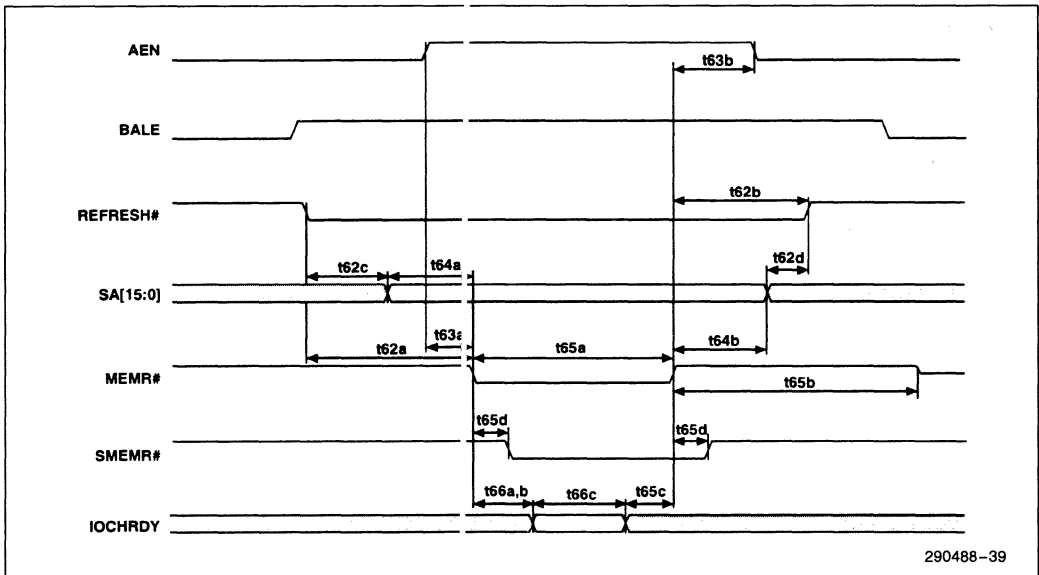 AEN
t63b
BALE
t62b
REFRESH#
t62d
t62c t64a
SA[15:0]
t63a
t62a t65a t64b
MEMR#
t65b
t65d t65d
SMEMR#
t66a,b t66c t65c
IOCHRDY
290488-39